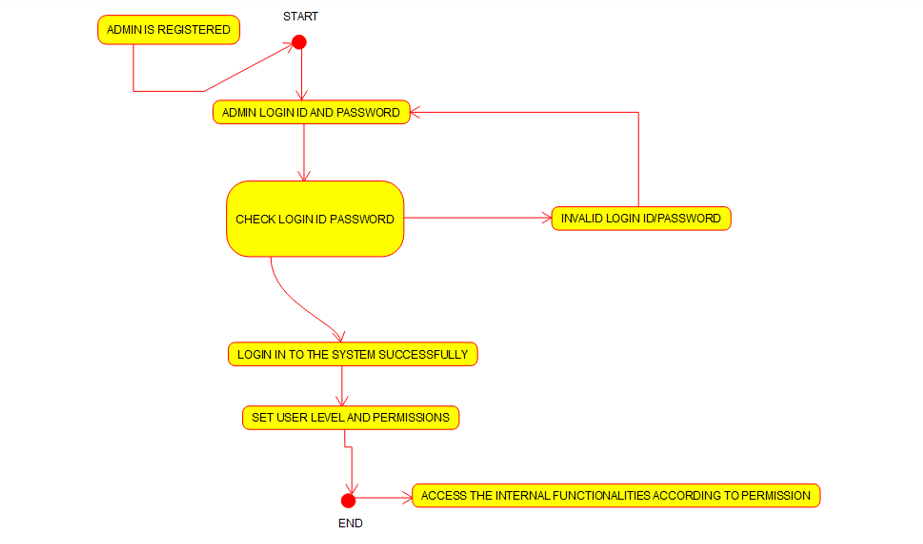 START
ADMIN IS REGISTERED
ADMIN LOGIN ID AND PASSWORD
CHECK LOGIN ID PASSWORD
INVALID LOGIN ID/PASSWORD
LOGIN IN TO THE SYSTEM SUCCESSFULLY
SET USER LEVEL AND PERMISSIONS
ACCESS THE INTERNAL FUNCTIONALITIES ACCORDING TO PERMISSION
END